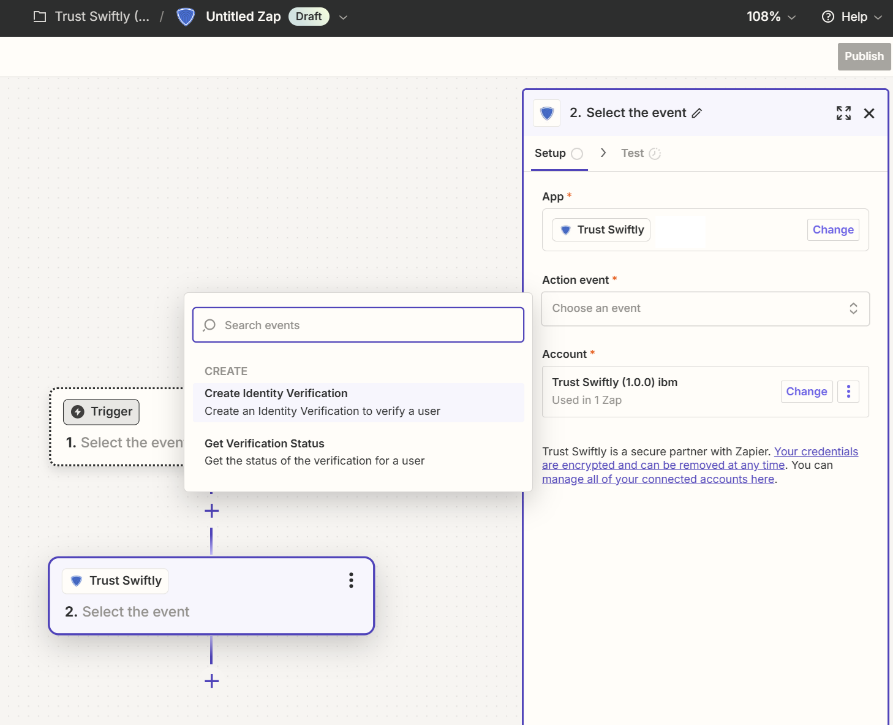 Trust Swiftly (... / Untitled Zap Draft 108% Help
Publish
2. Select the event
Setup Test
App *
Trust Swiftly Change
Action event *
Choose an event
Account *
Trust Swiftly (1.0.0) ibm
Used in 1 Zap
Change
Trust Swiftly is a secure partner with Zapier. Your credentials
are encrypted and can be removed at any time. You can
manage all of your connected accounts here.
Search events
CREATE
Create Identity Verification
Create an Identity Verification to verify a user
Get Verification Status
Get the status of the verification for a user
Trigger
1. Select the even
Trust Swiftly
2. Select the event